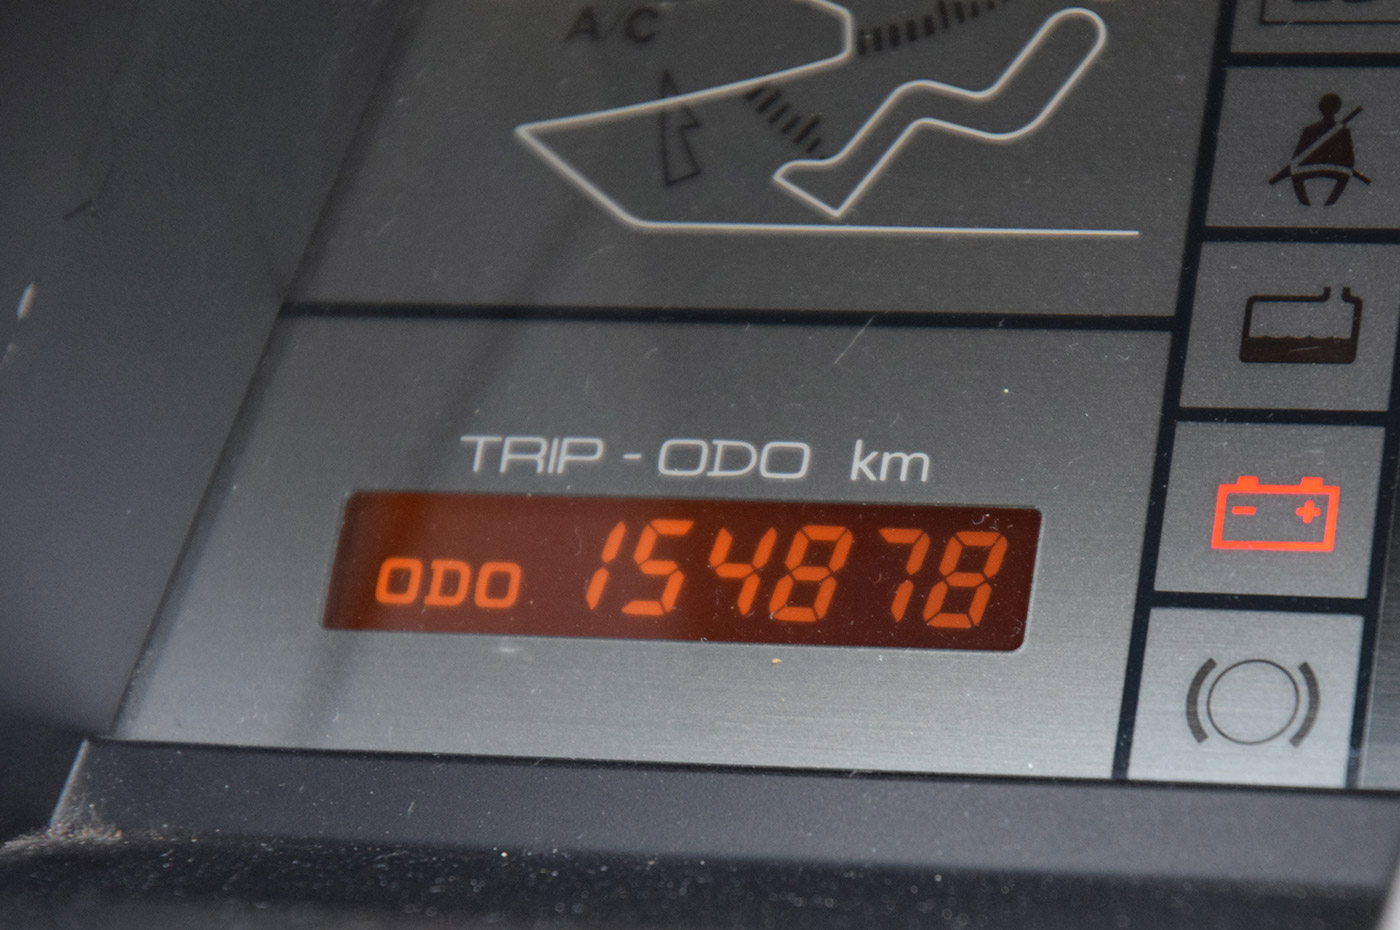 A/C
TRIP - ODO km
ODO 154878